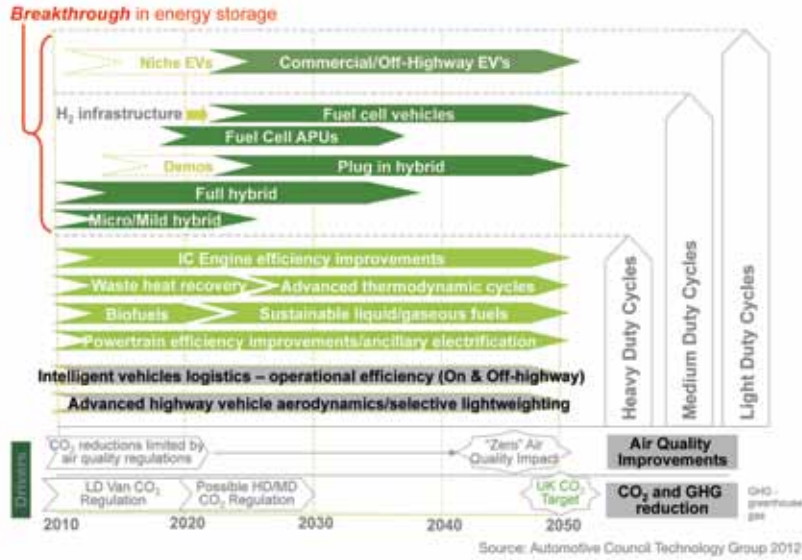 Breakthrough in energy storage
Niche EVs
Commercial/Off-Highway EV's
H₂ infrastructure
Fuel cell vehicles
Fuel Cell APUs
Demos
Plug in hybrid
Full hybrid
Micro/Mild hybrid
IC Engine efficiency improvements
Waste heat recovery
Advanced thermodynamic cycles
Biofuels
Sustainable liquid/gaseous fuels
Powertrain efficiency improvements/ancillary electrification
Intelligent vehicles logistics – operational efficiency (On & Off-highway)
Advanced highway vehicle aerodynamics/selective lightweighting
Heavy Duty Cycles
Medium Duty Cycles
Light Duty Cycles
Drivers
CO₂ reductions limited by
air quality regulations
"Zero" Air
Quality Impact
Air Quality
Improvements
LD Van CO₂
Regulation
Possible HD/MD
CO₂ Regulation
UK CO₂
Target
CO₂ and GHG
reduction
GHG -
greenhouse
gas
2010
2020
2030
2040
2050
Source: Automotive Council Technology Group 2012